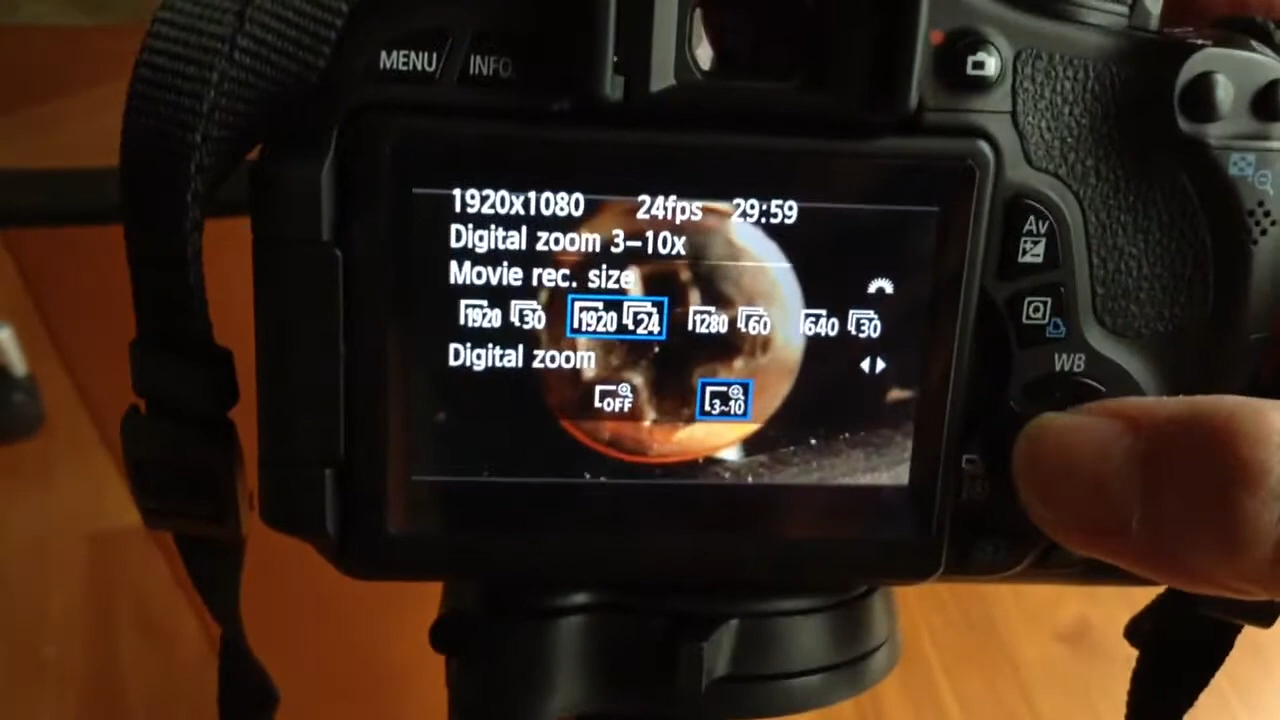 MENU INFO.
1920x1080 24fps 29:59
Digital zoom 3-10x
Movie rec. size
1920 30 1920 24 1280 60 640 30
Digital zoom
OFF 3~10
Av
Q
WB